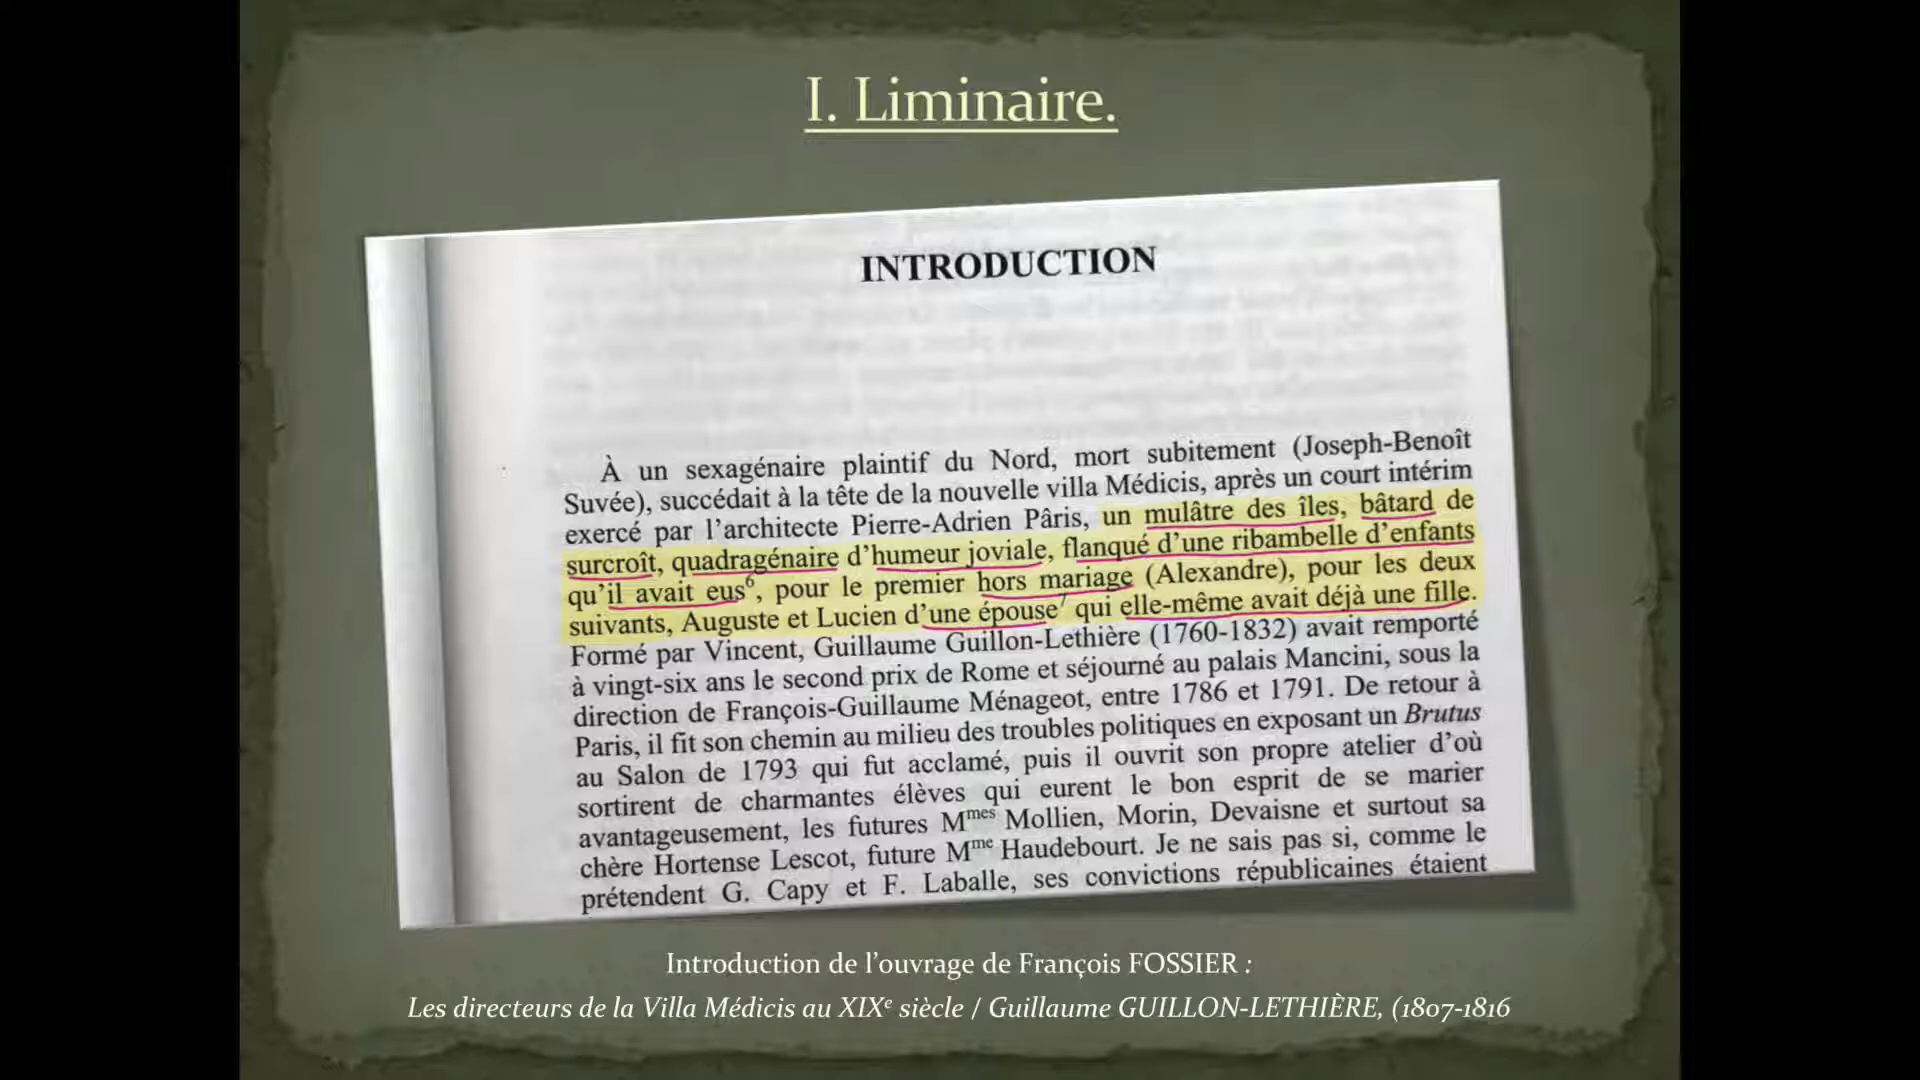 I. Liminaire.
INTRODUCTION
À un sexagénaire plaintif du Nord, mort subitement (Joseph-Benoît
Suvée), succédait à la tête de la nouvelle villa Médicis, après un court intérim
exercé par l’architecte Pierre-Adrien Pâris, un mulâtre des îles, bâtard de
surcroît, quadragénaire d’humeur joviale, flanqué d’une ribambelle d’enfants
qu’il avait eus⁶, pour le premier hors mariage (Alexandre), pour les deux
suivants, Auguste et Lucien d’une épouse⁷ qui elle-même avait déjà une fille.
Formé par Vincent, Guillaume Guillon-Lethière (1760-1832) avait remporté
à vingt-six ans le second prix de Rome et séjourné au palais Mancini, sous la
direction de François-Guillaume Ménageot, entre 1786 et 1791. De retour à
Paris, il fit son chemin au milieu des troubles politiques en exposant un Brutus
au Salon de 1793 qui fut acclamé, puis il ouvrit son propre atelier d’où
sortirent de charmantes élèves qui eurent le bon esprit de se marier
avantageusement, les futures Mmes Mollien, Morin, Devaisne et surtout sa
chère Hortense Lescot, future Mme Haudebourt. Je ne sais pas si, comme le
prétendent G. Capy et F. Laballe, ses convictions républicaines étaient
Introduction de l’ouvrage de François FOSSIER :
Les directeurs de la Villa Médicis au XIXe siècle / Guillaume GUILLON-LETHIÈRE, (1807-1816